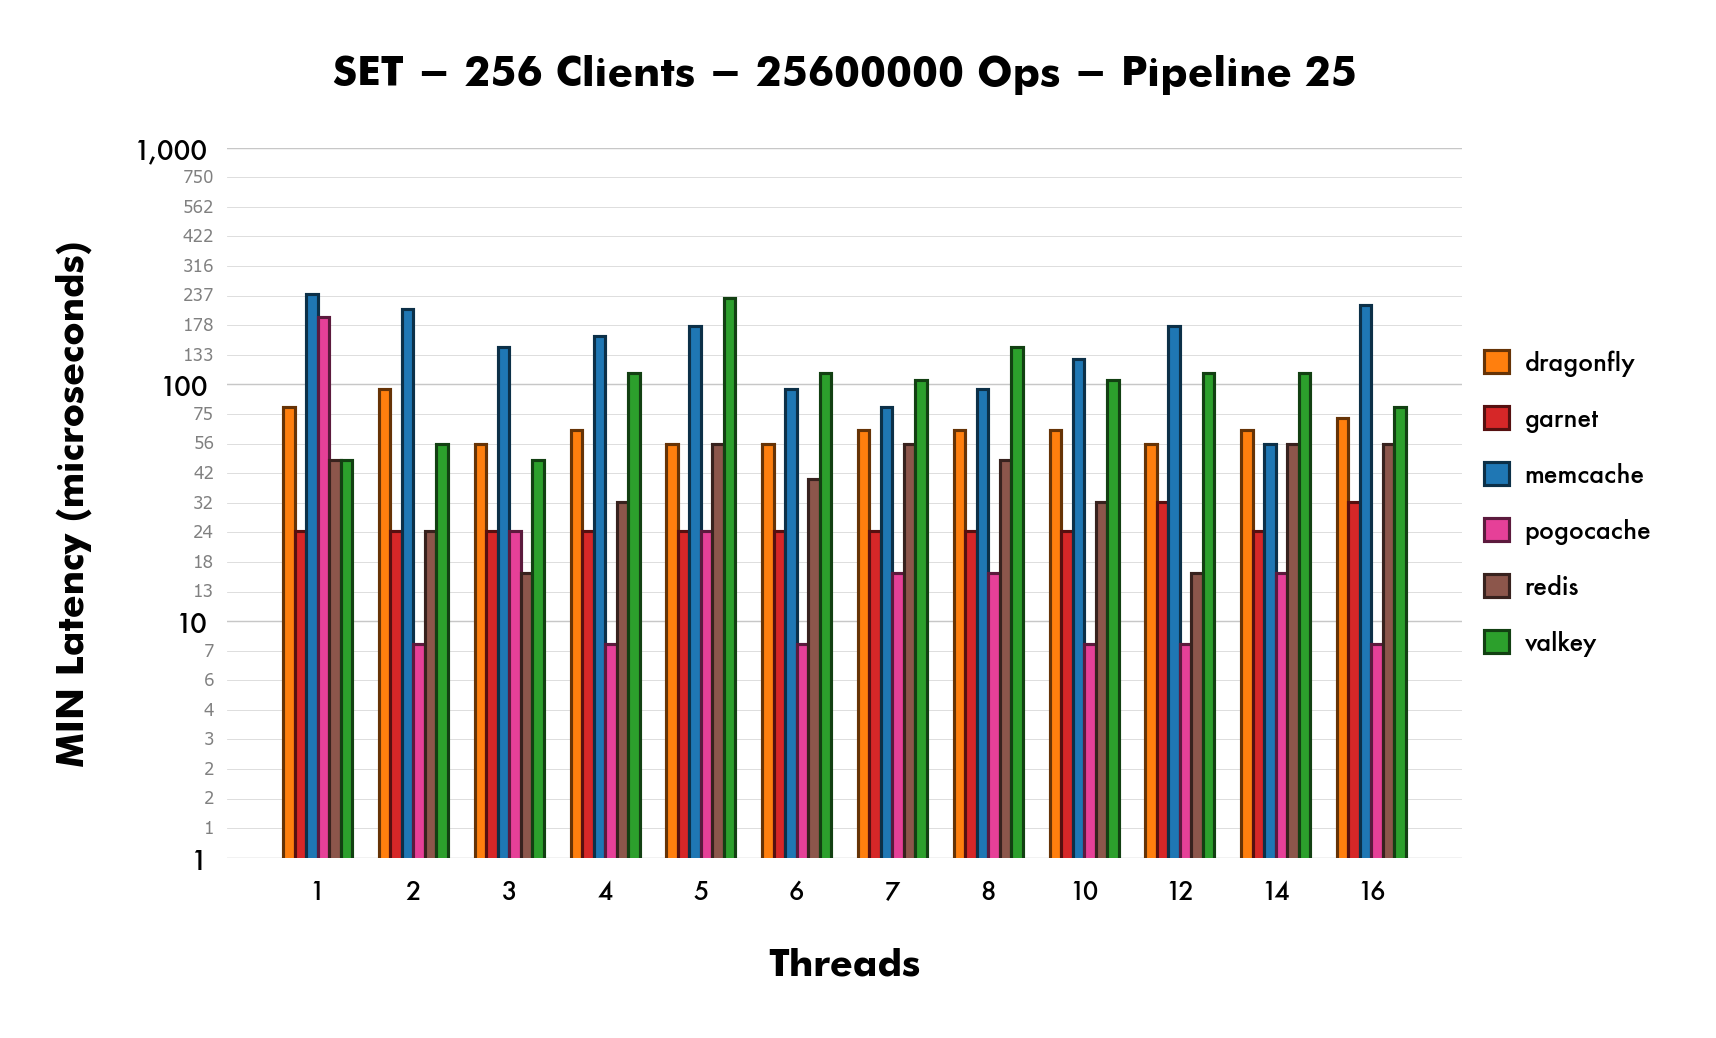 SET – 256 Clients – 25600000 Ops – Pipeline 25
MIN Latency (microseconds)
1,000
750
562
422
316
237
178
133
100
75
56
42
32
24
18
13
10
7
6
4
3
2
2
1
1
1 2 3 4 5 6 7 8 10 12 14 16
Threads
dragonfly
garnet
memcache
pogocache
redis
valkey